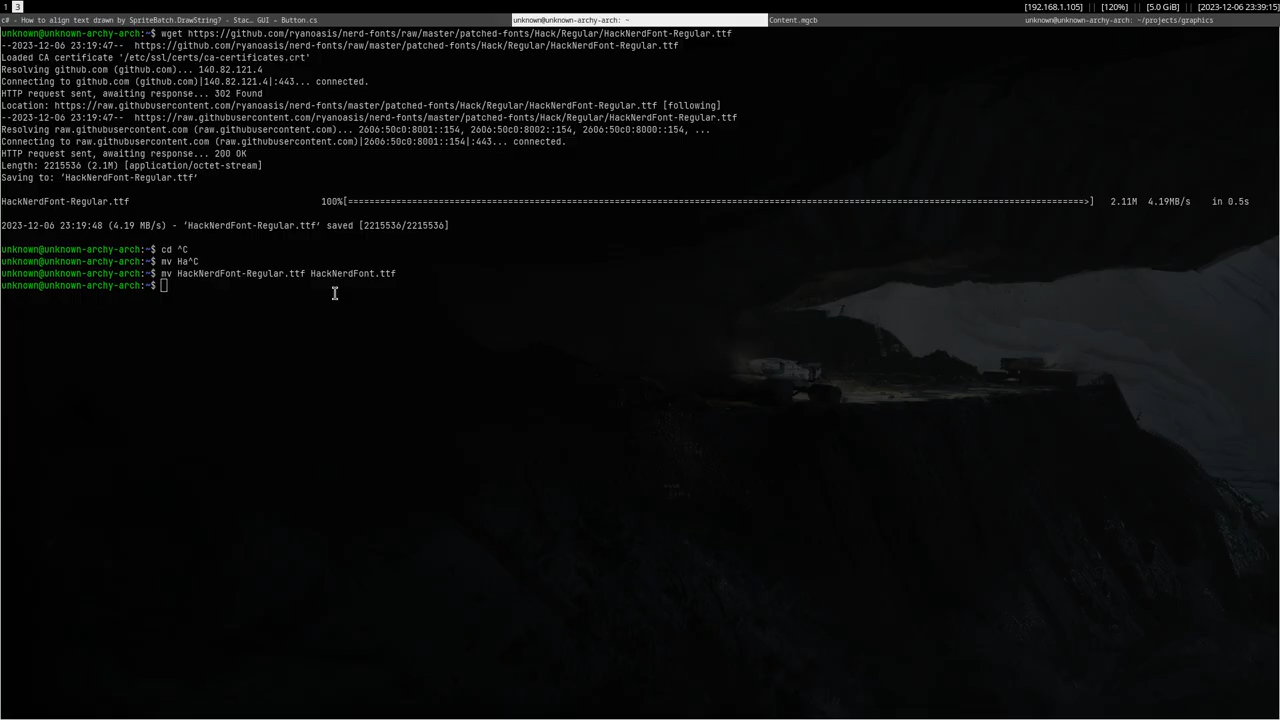 1 3 [192.168.1.105] || [120%] || [5.0 GiB] || [2023-12-06 23:39:15]
c# - How to align text drawn by SpriteBatch.DrawString? - Stac… GUI – Button.cs unknown@unknown-archy-arch: ~ Content.mgcb unknown@unknown-archy-arch: ~/projects/graphics
unknown@unknown-archy-arch:~$ wget https://github.com/ryanoasis/nerd-fonts/raw/master/patched-fonts/Hack/Regular/HackNerdFont-Regular.ttf
--2023-12-06 23:19:47--  https://github.com/ryanoasis/nerd-fonts/raw/master/patched-fonts/Hack/Regular/HackNerdFont-Regular.ttf
Loaded CA certificate '/etc/ssl/certs/ca-certificates.crt'
Resolving github.com (github.com)... 140.82.121.4
Connecting to github.com (github.com)|140.82.121.4|:443... connected.
HTTP request sent, awaiting response... 302 Found
Location: https://raw.githubusercontent.com/ryanoasis/nerd-fonts/master/patched-fonts/Hack/Regular/HackNerdFont-Regular.ttf [following]
--2023-12-06 23:19:47--  https://raw.githubusercontent.com/ryanoasis/nerd-fonts/master/patched-fonts/Hack/Regular/HackNerdFont-Regular.ttf
Resolving raw.githubusercontent.com (raw.githubusercontent.com)... 2606:50c0:8001::154, 2606:50c0:8002::154, 2606:50c0:8000::154, ...
Connecting to raw.githubusercontent.com (raw.githubusercontent.com)|2606:50c0:8001::154|:443... connected.
HTTP request sent, awaiting response... 200 OK
Length: 2215536 (2.1M) [application/octet-stream]
Saving to: ‘HackNerdFont-Regular.ttf’
HackNerdFont-Regular.ttf 100%[==========================================================================================================================================>] 2.11M 4.19MB/s in 0.5s
2023-12-06 23:19:48 (4.19 MB/s) - ‘HackNerdFont-Regular.ttf’ saved [2215536/2215536]
unknown@unknown-archy-arch:~$ cd ^C
unknown@unknown-archy-arch:~$ mv Ha^C
unknown@unknown-archy-arch:~$ mv HackNerdFont-Regular.ttf HackNerdFont.ttf
unknown@unknown-archy-arch:~$